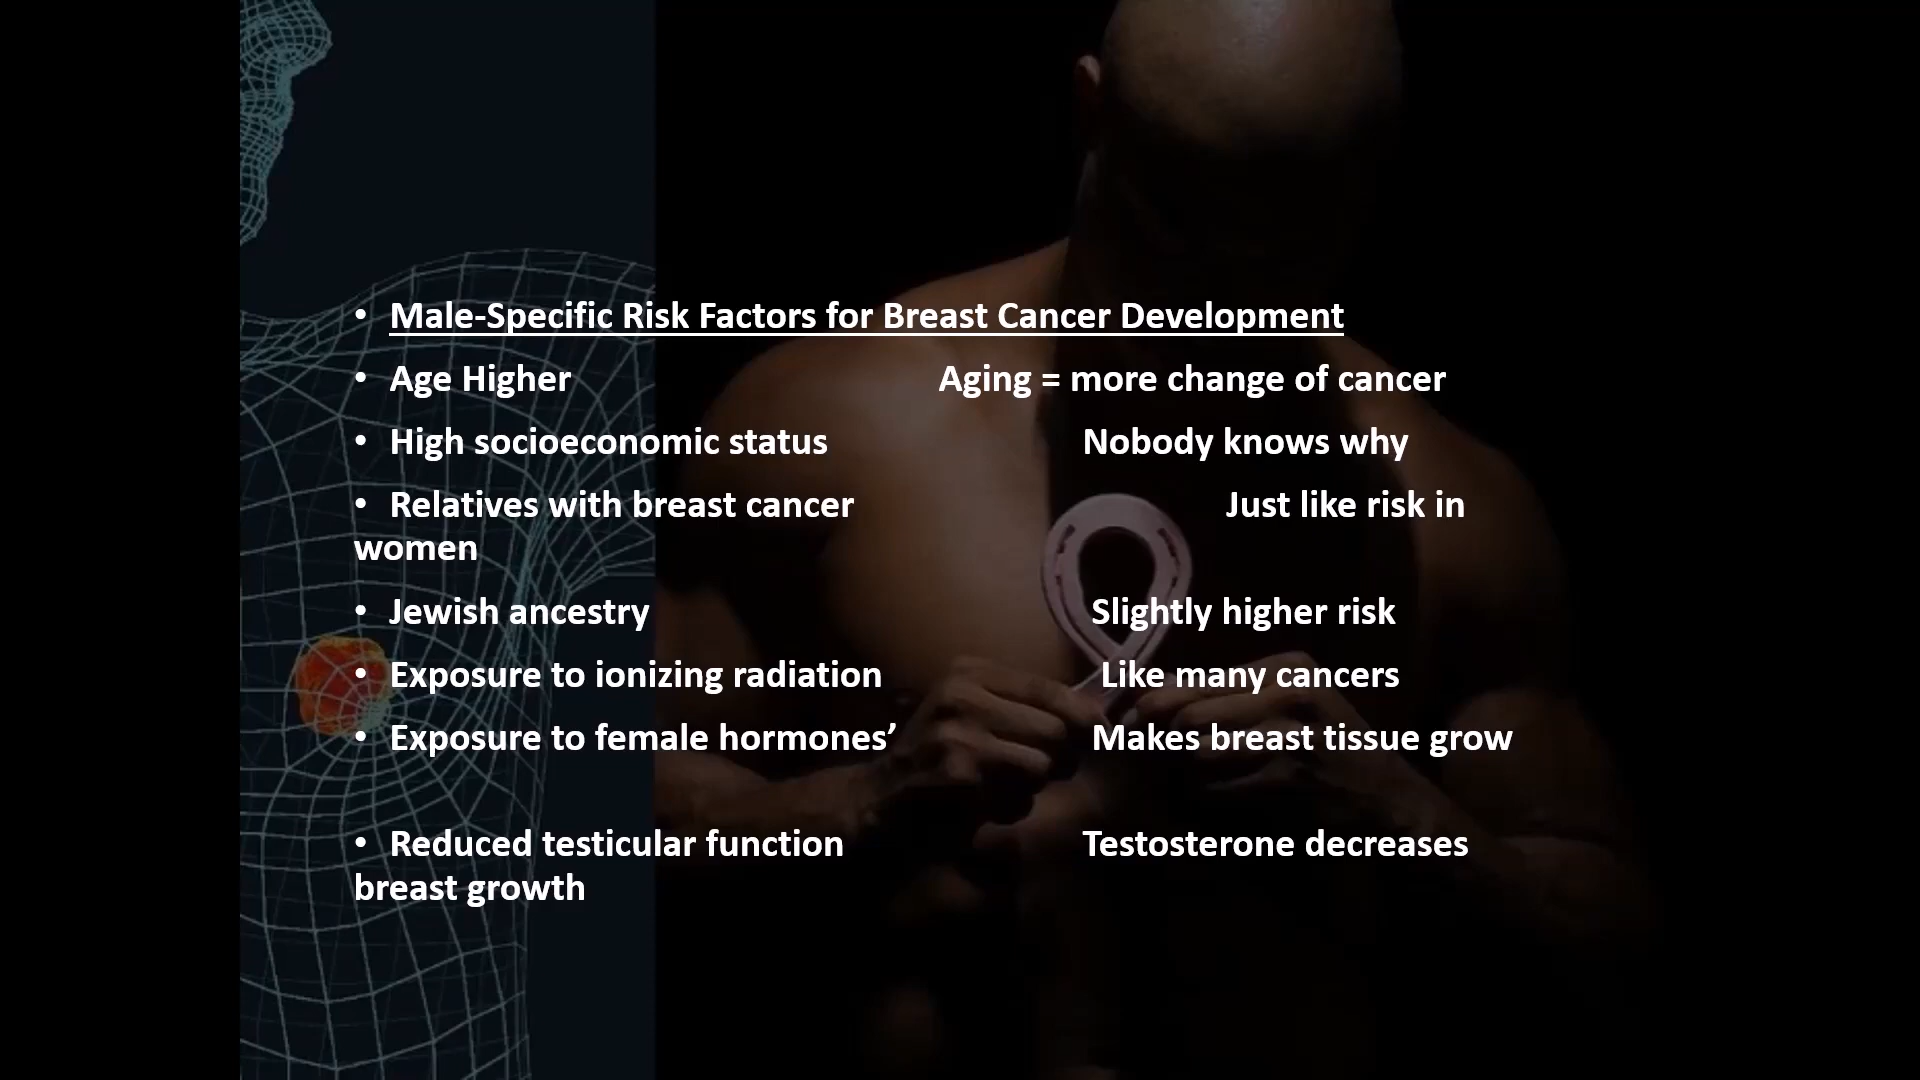 • Male-Specific Risk Factors for Breast Cancer Development
• Age Higher Aging = more change of cancer
• High socioeconomic status Nobody knows why
• Relatives with breast cancer Just like risk in
women
• Jewish ancestry Slightly higher risk
• Exposure to ionizing radiation Like many cancers
• Exposure to female hormones’ Makes breast tissue grow
• Reduced testicular function Testosterone decreases
breast growth